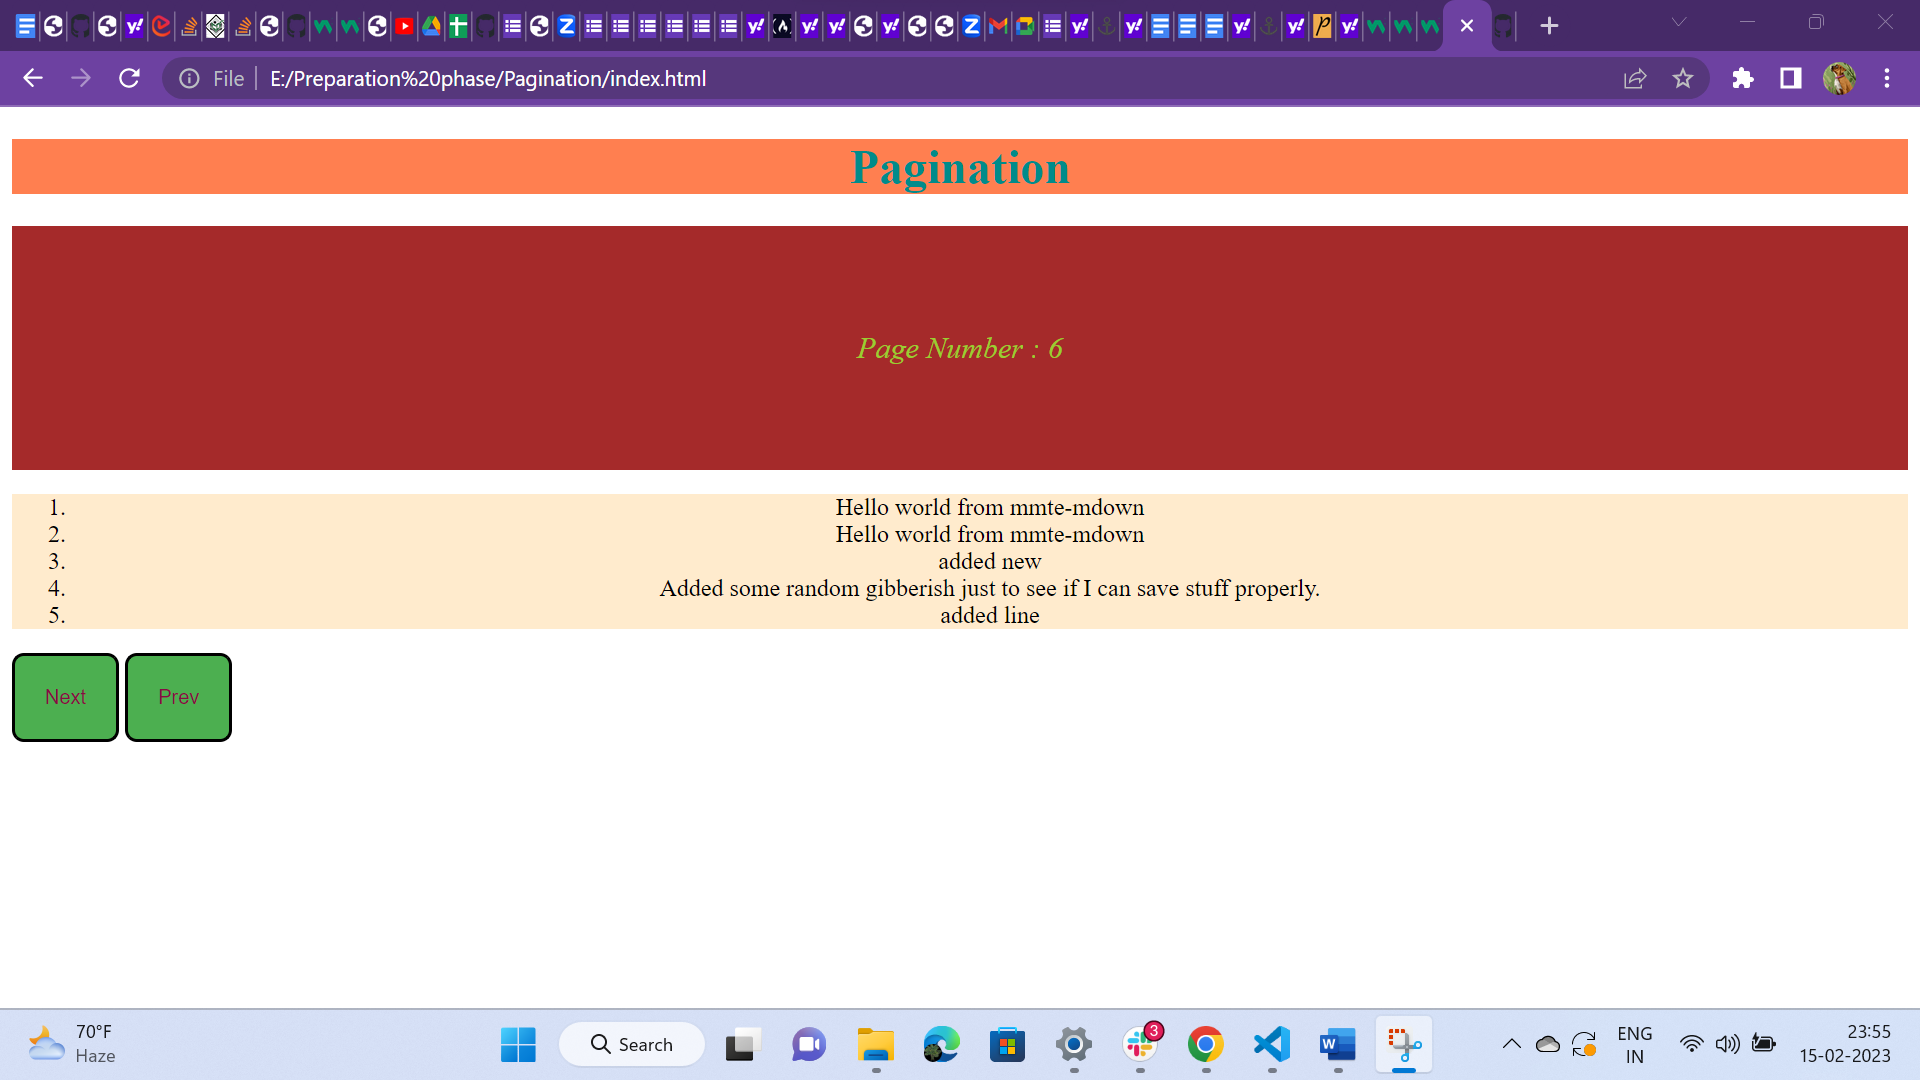 File
E:/Preparation%20phase/Pagination/index.html
Pagination
Page Number : 6
1. Hello world from mmte-mdown
2. Hello world from mmte-mdown
3. added new
4. Added some random gibberish just to see if I can save stuff properly.
5. added line
Next Prev
70°F
Haze
Search
3
ENG
IN
23:55
15-02-2023